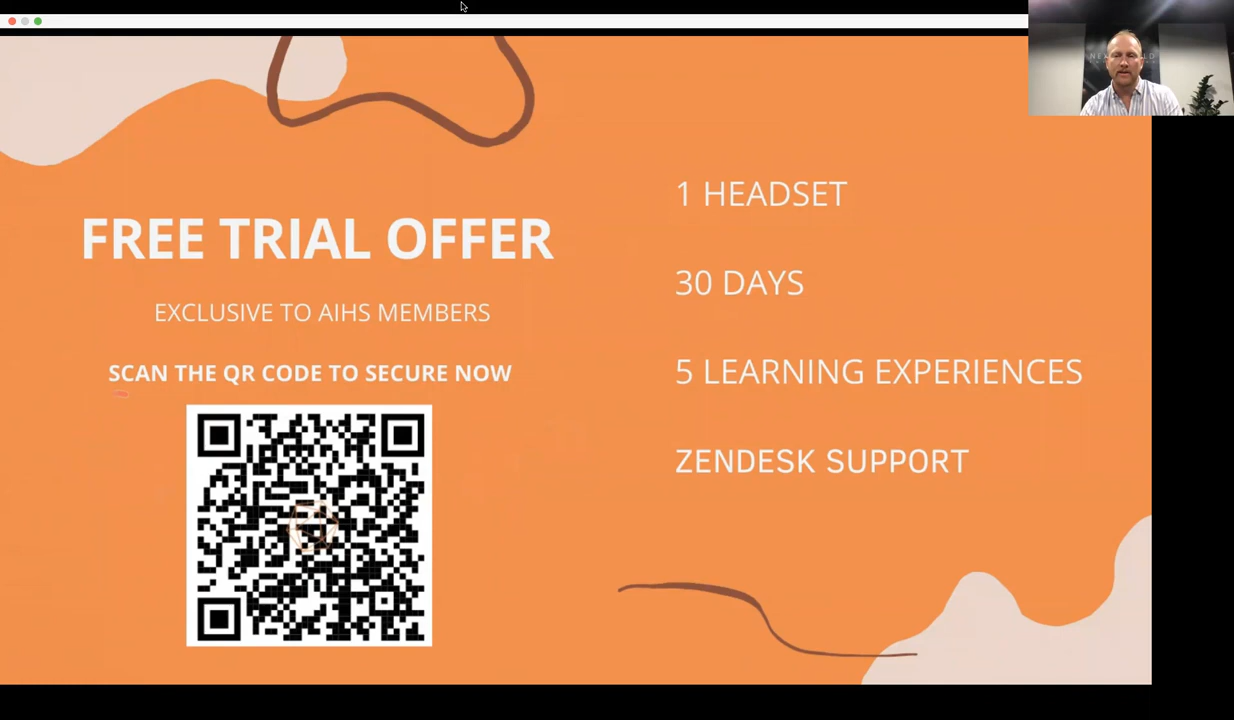 FREE TRIAL OFFER
EXCLUSIVE TO AIHS MEMBERS
SCAN THE QR CODE TO SECURE NOW
1 HEADSET
30 DAYS
5 LEARNING EXPERIENCES
ZENDESK SUPPORT